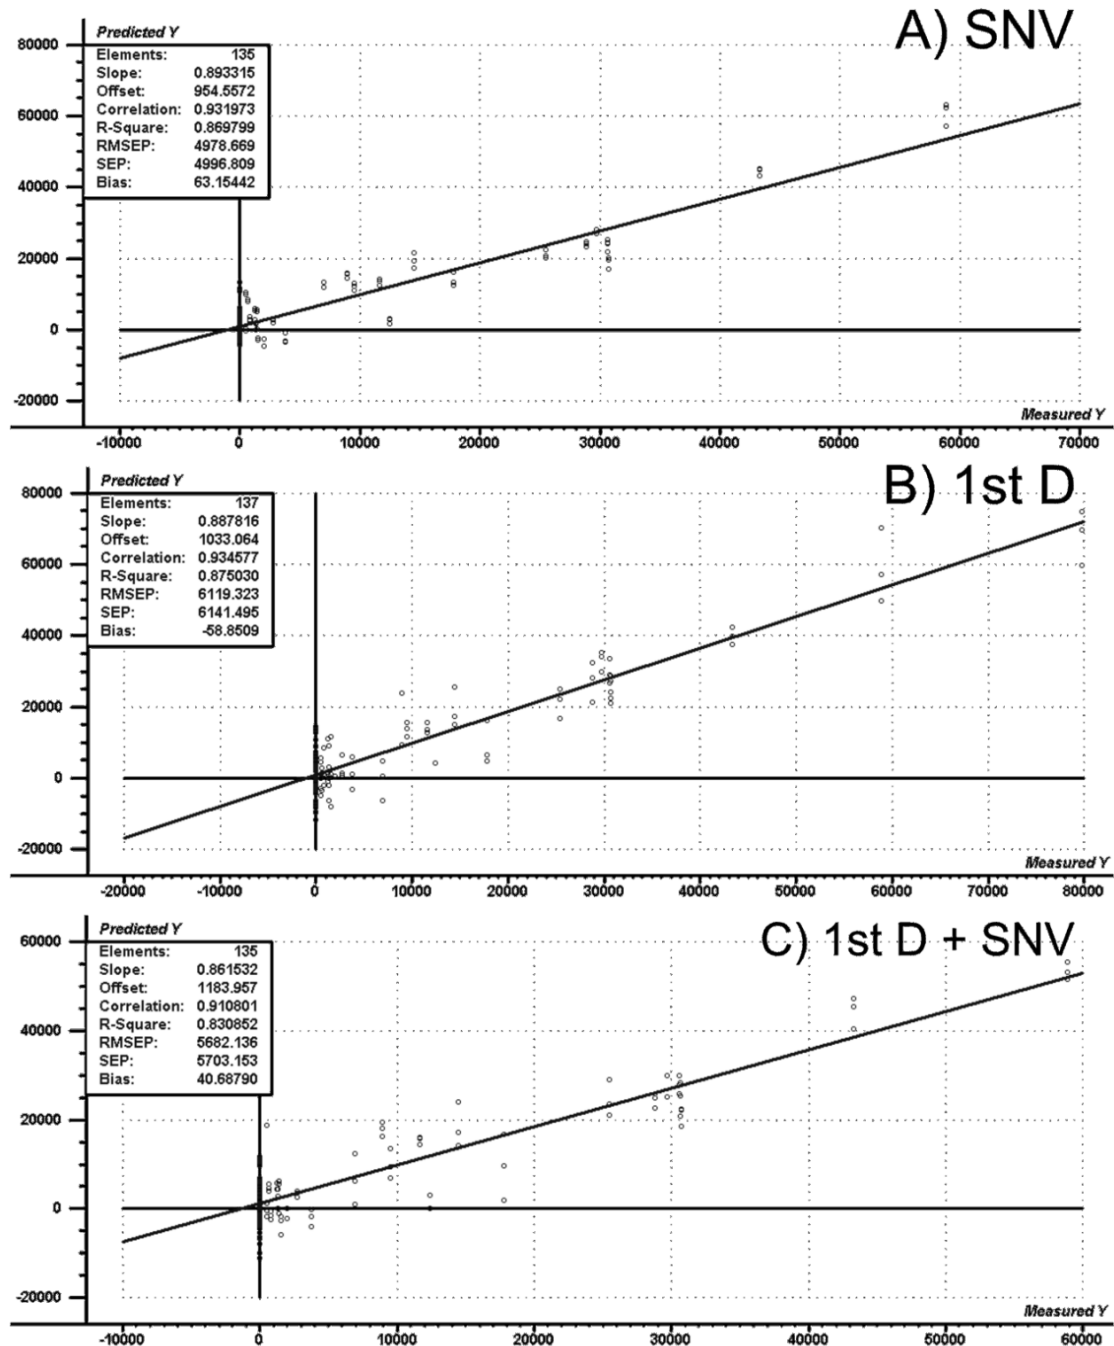 A) SNV
Predicted Y
Elements: 135
Slope: 0.893315
Offset: 954.5572
Correlation: 0.931973
R-Square: 0.869799
RMSEP: 4978.669
SEP: 4996.809
Bias: 63.15442
80000
60000
40000
20000
0
-20000
Measured Y
-10000 0 10000 20000 30000 40000 50000 60000 70000
B) 1st D
Predicted Y
Elements: 137
Slope: 0.887816
Offset: 1033.064
Correlation: 0.934577
R-Square: 0.875030
RMSEP: 6119.323
SEP: 6141.495
Bias: -58.8509
80000
60000
40000
20000
0
-20000
Measured Y
-20000 -10000 0 10000 20000 30000 40000 50000 60000 70000 80000
C) 1st D + SNV
Predicted Y
Elements: 135
Slope: 0.861532
Offset: 1183.957
Correlation: 0.910801
R-Square: 0.830852
RMSEP: 5682.136
SEP: 5703.153
Bias: 40.68790
60000
40000
20000
0
-20000
Measured Y
-10000 0 10000 20000 30000 40000 50000 60000